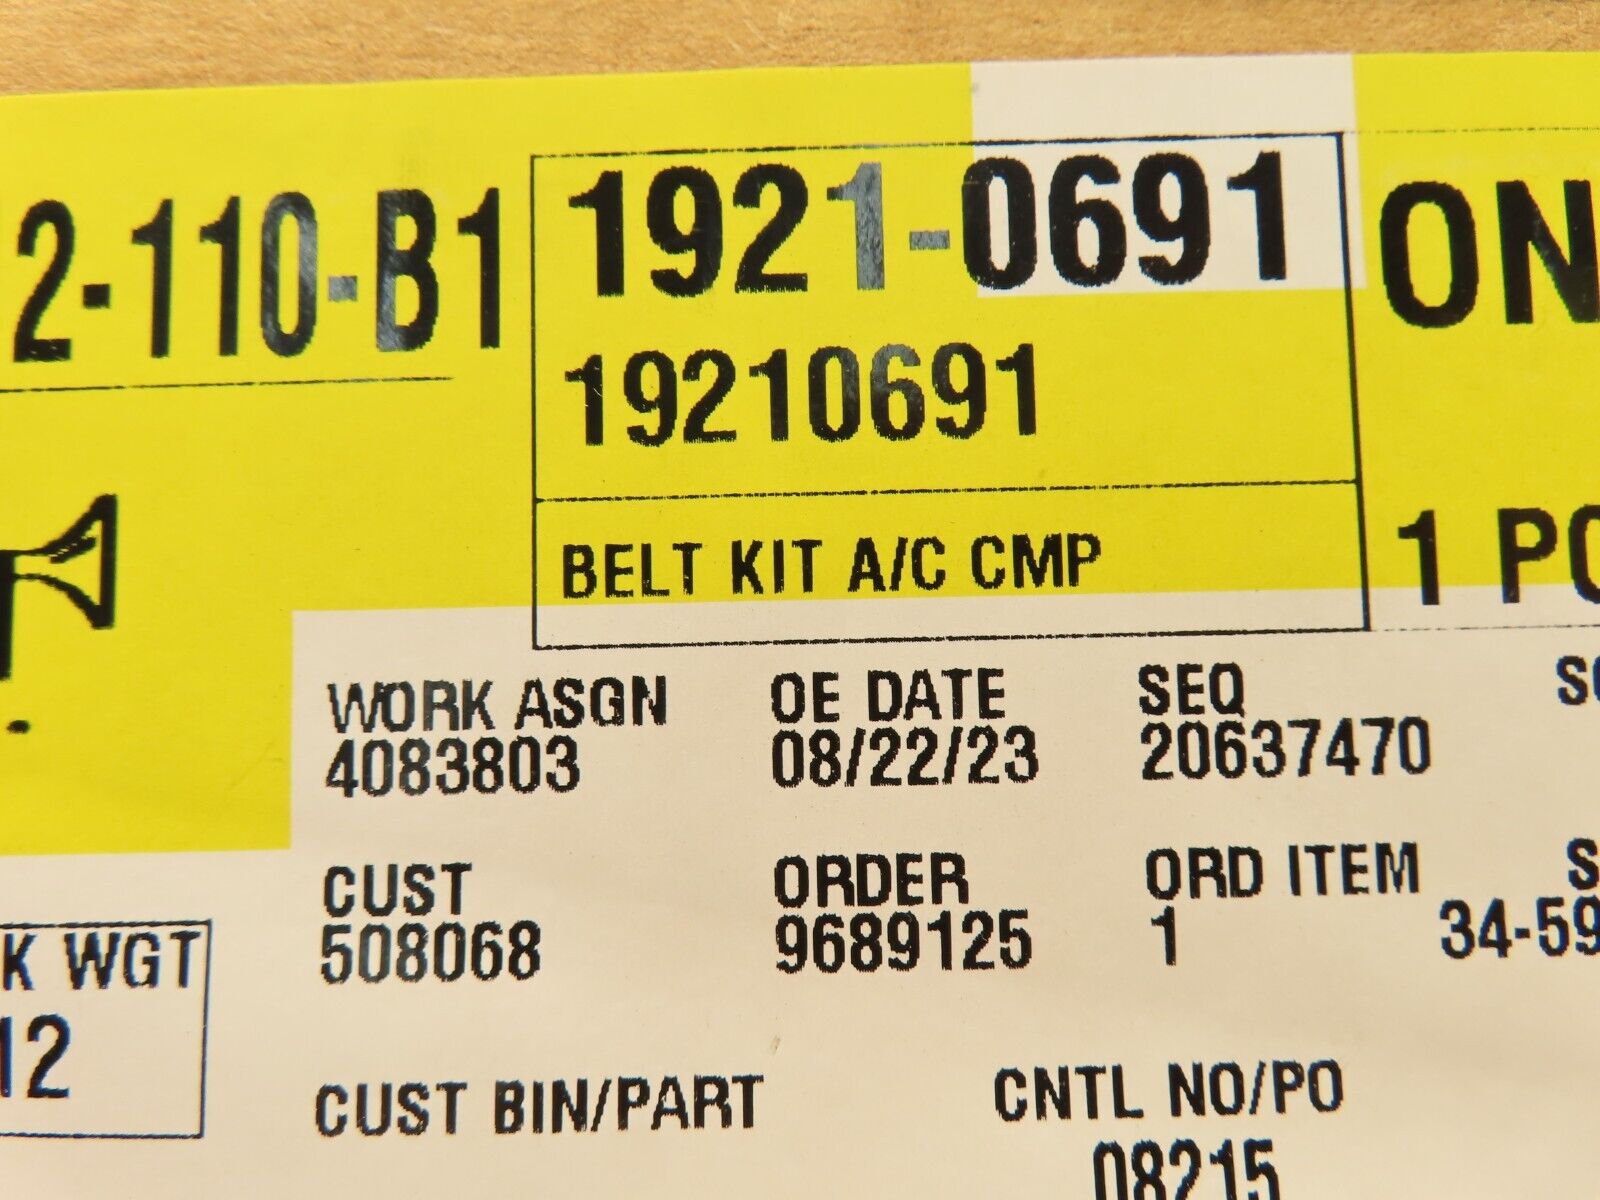 2-110-B1
1921-0691
ON
19210691
BELT KIT A/C CMP
1 PC
WORK ASGN
OE DATE
SEQ
4083803
08/22/23
20637470
CUST
ORDER
ORD ITEM
508068
9689125
1
34-59
K WGT
12
CUST BIN/PART
CNTL NO/PO
08215